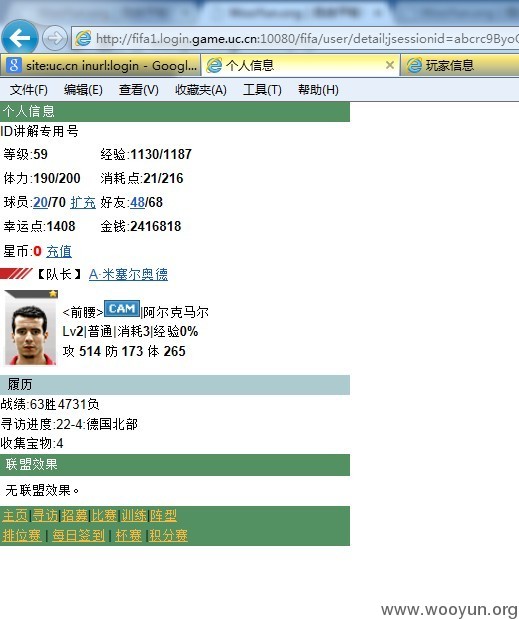 http://fifa1.login.game.uc.cn:10080/fifa/user/detail;jsessionid=abcrc9Byo
site:uc.cn inurl:login - Googl... 个人信息 玩家信息
文件(F) 编辑(E) 查看(V) 收藏夹(A) 工具(T) 帮助(H)
个人信息
ID讲解专用号
等级:59 经验:1130/1187
体力:190/200 消耗点:21/216
球员:20/70 扩充 好友:48/68
幸运点:1408 金钱:2416818
星币:0 充值
【队长】 A·米塞尔奥德
<前腰>CAM|阿尔克马尔
Lv2|普通|消耗3|经验0%
攻 514 防 173 体 265
履历
战绩:63胜4731负
寻访进度:22-4:德国北部
收集宝物:4
联盟效果
无联盟效果。
主页|寻访|招募|比赛|训练|阵型
排位赛 | 每日签到 | 杯赛 |积分赛
www.wooyun.org